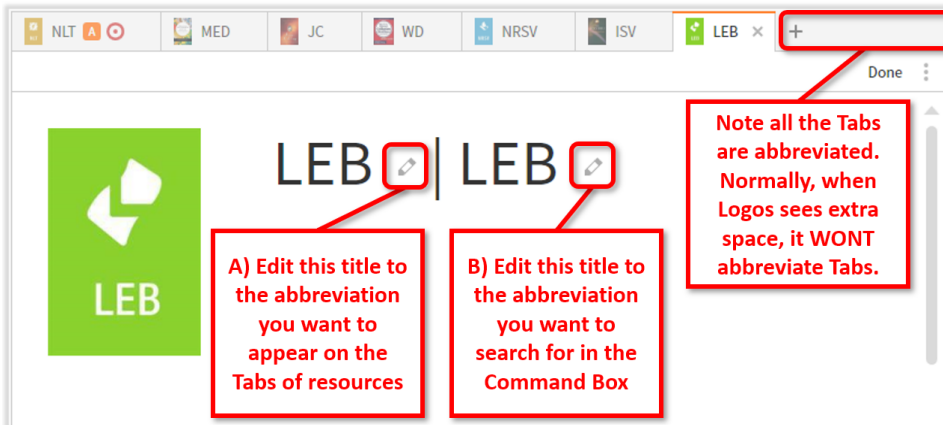 NLT A MED JC WD NRSV ISV LEB × +
Done
LEB | LEB
LEB
A) Edit this title to
the abbreviation
you want to
appear on the
Tabs of resources
B) Edit this title to
the abbreviation
you want to
search for in the
Command Box
Note all the Tabs
are abbreviated.
Normally, when
Logos sees extra
space, it WONT
abbreviate Tabs.